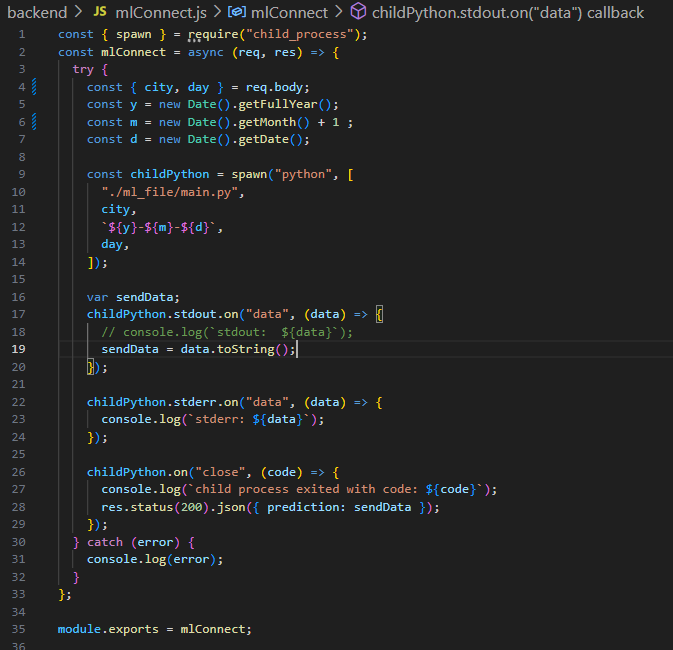 backend > JS mlConnect.js > mlConnect > childPython.stdout.on("data") callback
1 const { spawn } = require("child_process");
2 const mlConnect = async (req, res) => {
3 try {
4 const { city, day } = req.body;
5 const y = new Date().getFullYear();
6 const m = new Date().getMonth() + 1 ;
7 const d = new Date().getDate();
8
9 const childPython = spawn("python", [
10 "./ml_file/main.py",
11 city,
12 `${y}-${m}-${d}`,
13 day,
14 ]);
15
16 var sendData;
17 childPython.stdout.on("data", (data) => {
18 // console.log(`stdout:  ${data}`);
19 sendData = data.toString();
20 });
21
22 childPython.stderr.on("data", (data) => {
23 console.log(`stderr: ${data}`);
24 });
25
26 childPython.on("close", (code) => {
27 console.log(`child process exited with code: ${code}`);
28 res.status(200).json({ prediction: sendData });
29 });
30 } catch (error) {
31 console.log(error);
32 }
33 };
34
35 module.exports = mlConnect;
36